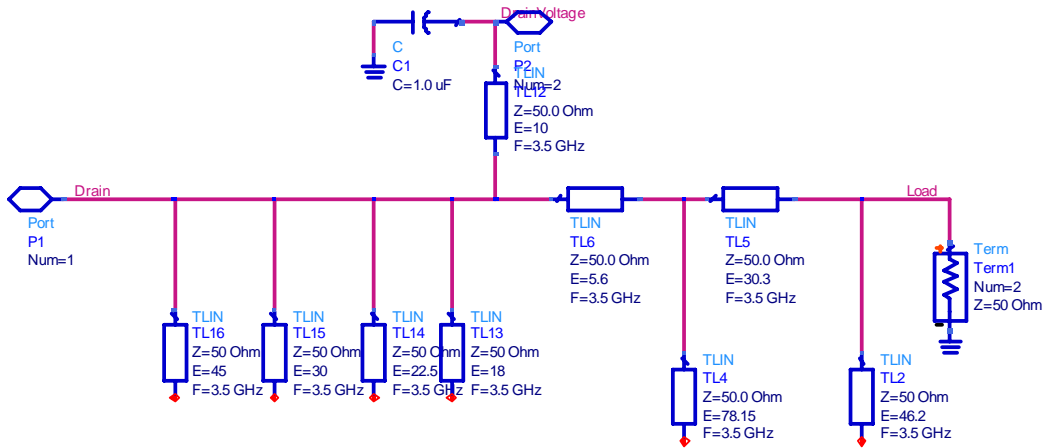 DrainVoltage
C
C1
C=1.0 uF
Port
P2
Num=2
TLIN
TL12
Z=50.0 Ohm
E=10
F=3.5 GHz
Drain
Port
P1
Num=1
TLIN
TL6
Z=50.0 Ohm
E=5.6
F=3.5 GHz
TLIN
TL5
Z=50.0 Ohm
E=30.3
F=3.5 GHz
Load
Term
Term1
Num=2
Z=50 Ohm
TLIN
TL16
Z=50 Ohm
E=45
F=3.5 GHz
TLIN
TL15
Z=50 Ohm
E=30
F=3.5 GHz
TLIN
TL14
Z=50 Ohm
E=22.5
F=3.5 GHz
TLIN
TL13
Z=50 Ohm
E=18
F=3.5 GHz
TLIN
TL4
Z=50.0 Ohm
E=78.15
F=3.5 GHz
TLIN
TL2
Z=50 Ohm
E=46.2
F=3.5 GHz